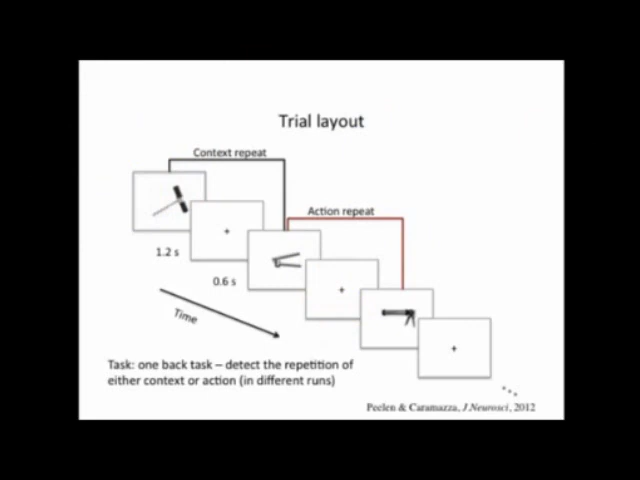 Trial layout
Context repeat
Action repeat
1.2 s
0.6 s
Time
Task: one back task – detect the repetition of
either context or action (in different runs)
Peelen & Caramazza, J.Neurosci, 2012